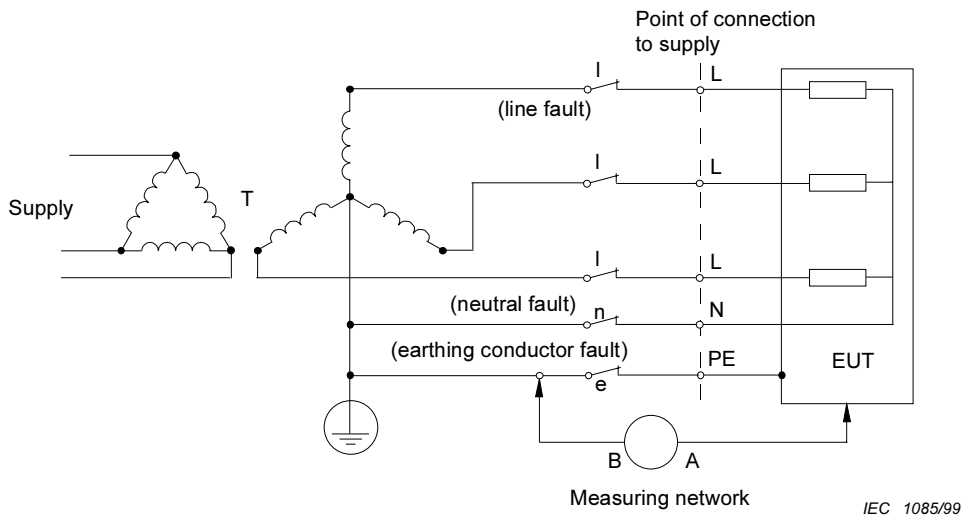 Point of connection
to supply
l
L
(line fault)
l
L
Supply
T
l
L
(neutral fault)
n
N
(earthing conductor fault)
e
PE
EUT
B
A
Measuring network
IEC 1085/99